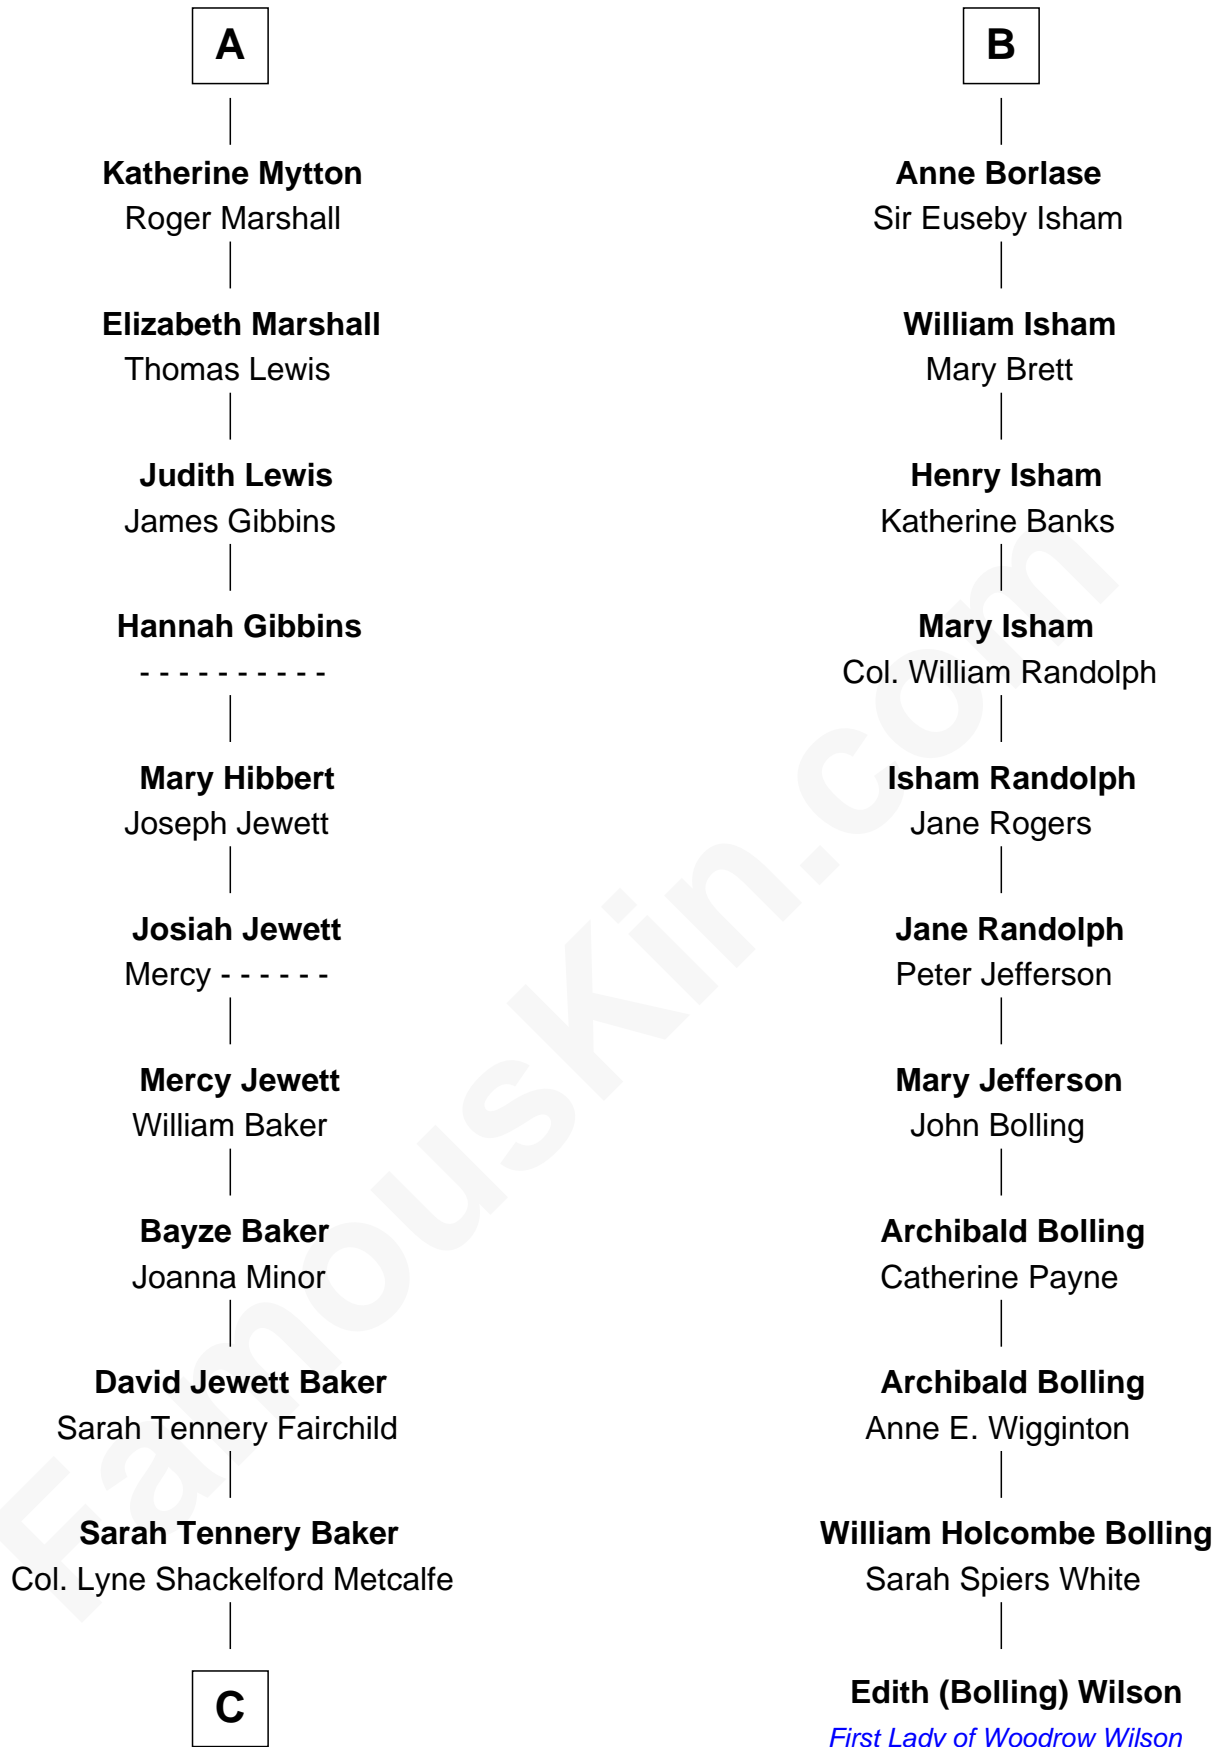 A
Katherine Mytton
Roger Marshall
Elizabeth Marshall
Thomas Lewis
Judith Lewis
James Gibbins
Hannah Gibbins
- - - - - - - - - -
Mary Hibbert
Joseph Jewett
Josiah Jewett
Mercy - - - - - -
Mercy Jewett
William Baker
Bayze Baker
Joanna Minor
David Jewett Baker
Sarah Tennery Fairchild
Sarah Tennery Baker
Col. Lyne Shackelford Metcalfe
C
B
Anne Borlase
Sir Euseby Isham
William Isham
Mary Brett
Henry Isham
Katherine Banks
Mary Isham
Col. William Randolph
Isham Randolph
Jane Rogers
Jane Randolph
Peter Jefferson
Mary Jefferson
John Bolling
Archibald Bolling
Catherine Payne
Archibald Bolling
Anne E. Wigginton
William Holcombe Bolling
Sarah Spiers White
Edith (Bolling) Wilson
First Lady of Woodrow Wilson
FamousKin.com